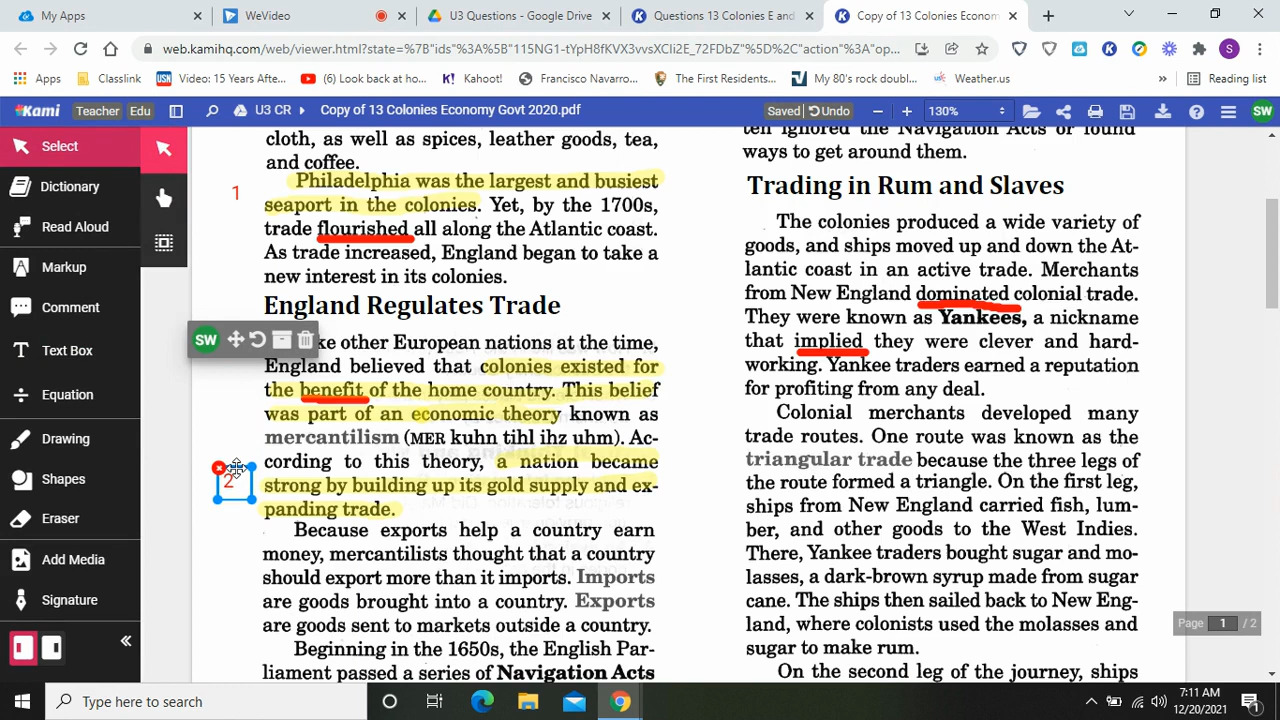 My Apps
WeVideo
U3 Questions - Google Drive
Questions 13 Colonies E and
Copy of 13 Colonies Econom
web.kamihq.com/web/viewer.html?state=%7B"ids"%3A%5B"115NG1-tYpH8fKVX3vvsXCIi2E_72FDbZ"%5D%2C"action"%3A"op...
S
Apps
Classlink
Video: 15 Years Afte...
(6) Look back at ho...
Kahoot!
Francisco Navarro...
The First Residents...
My 80's rock doubl...
Weather.us
»
Reading list
Kami
Teacher
Edu
U3 CR
Copy of 13 Colonies Economy Govt 2020.pdf
Saved
Undo
130%
SW
Select
Dictionary
Read Aloud
Markup
Comment
Text Box
Equation
Drawing
Shapes
Eraser
Add Media
Signature
cloth, as well as spices, leather goods, tea,
and coffee.
1
Philadelphia was the largest and busiest
seaport in the colonies. Yet, by the 1700s,
trade flourished all along the Atlantic coast.
As trade increased, England began to take a
new interest in its colonies.
England Regulates Trade
SW
ke other European nations at the time,
England believed that colonies existed for
the benefit of the home country. This belief
was part of an economic theory known as
mercantilism (MER kuhn tihl ihz uhm). Ac-
cording to this theory, a nation became
2
strong by building up its gold supply and ex-
panding trade.
Because exports help a country earn
money, mercantilists thought that a country
should export more than it imports. Imports
are goods brought into a country. Exports
are goods sent to markets outside a country.
Beginning in the 1650s, the English Par-
liament passed a series of Navigation Acts
ten ignored the Navigation Acts or found
ways to get around them.
Trading in Rum and Slaves
The colonies produced a wide variety of
goods, and ships moved up and down the At-
lantic coast in an active trade. Merchants
from New England dominated colonial trade.
They were known as Yankees, a nickname
that implied they were clever and hard-
working. Yankee traders earned a reputation
for profiting from any deal.
Colonial merchants developed many
trade routes. One route was known as the
triangular trade because the three legs of
the route formed a triangle. On the first leg,
ships from New England carried fish, lum-
ber, and other goods to the West Indies.
There, Yankee traders bought sugar and mo-
lasses, a dark-brown syrup made from sugar
cane. The ships then sailed back to New Eng-
land, where colonists used the molasses and
sugar to make rum.
On the second leg of the journey, ships
Page 1 / 2
Type here to search
7:11 AM
12/20/2021